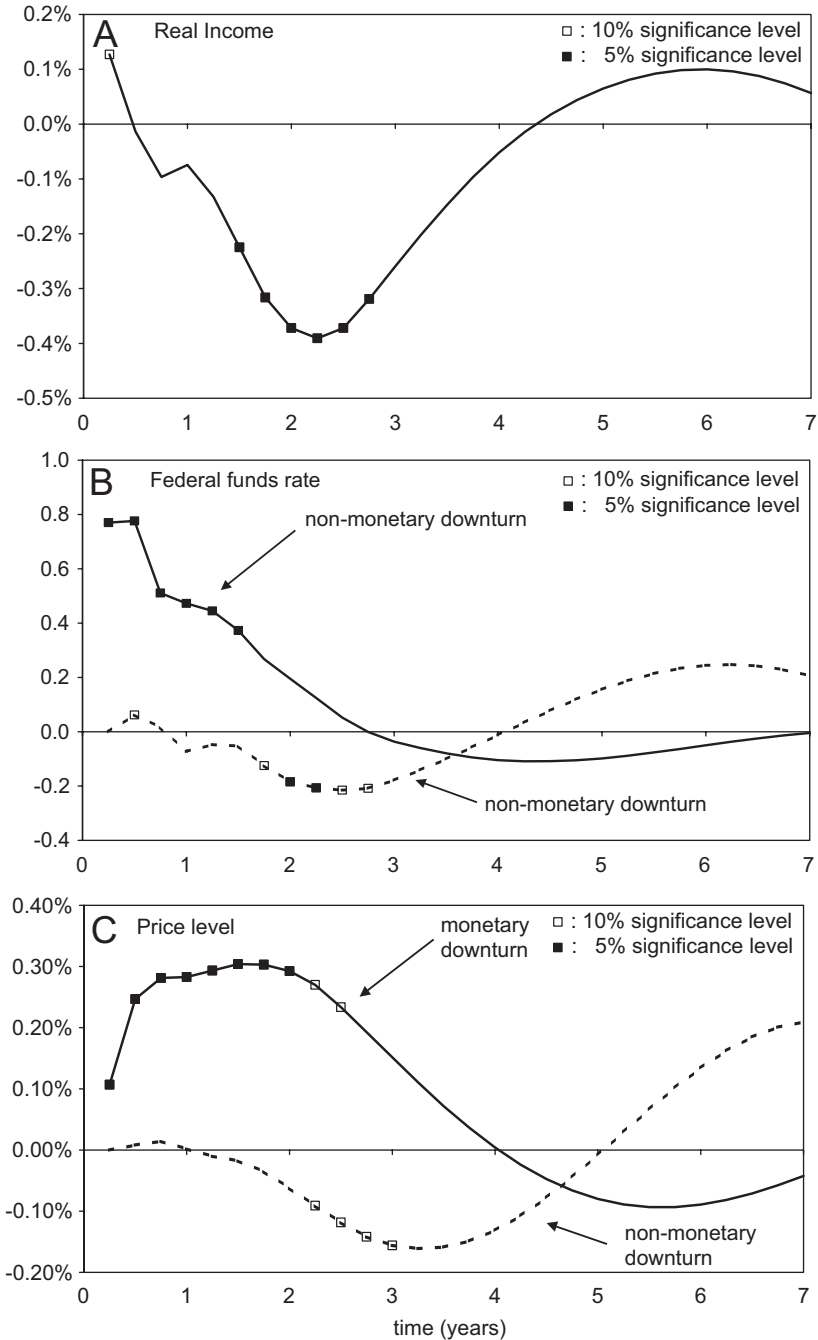 0.2%
A
Real Income
□ : 10% significance level
■ : 5% significance level
0.1%
0.0%
-0.1%
-0.2%
-0.3%
-0.4%
-0.5%
0 1 2 3 4 5 6 7
1.0
B
Federal funds rate
□ : 10% significance level
■ : 5% significance level
non-monetary downturn
0.8
0.6
0.4
0.2
0.0
-0.2
non-monetary downturn
-0.4
0 1 2 3 4 5 6 7
0.40%
C
Price level
monetary
downturn
□ : 10% significance level
■ : 5% significance level
0.30%
0.20%
0.10%
0.00%
-0.10%
non-monetary
downturn
-0.20%
0 1 2 3 4 5 6 7
time (years)